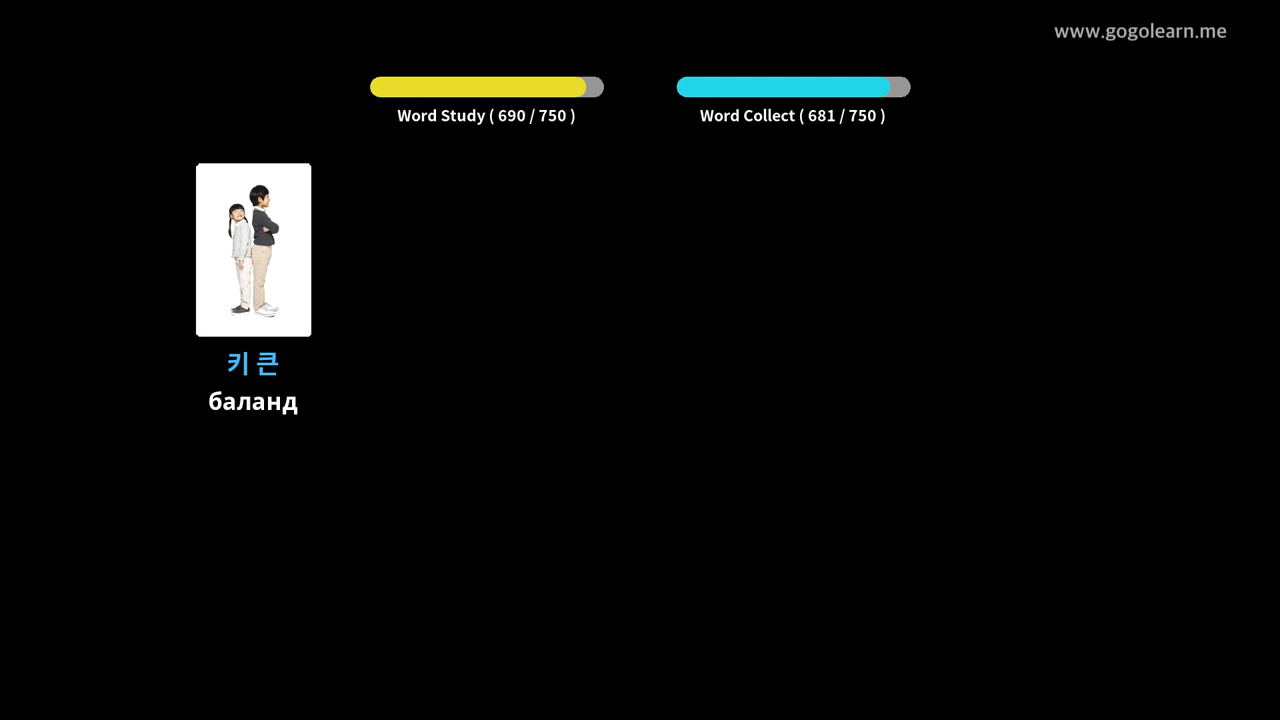 www.gogolearn.me
Word Study ( 690 / 750 )
Word Collect ( 681 / 750 )
키 큰
баланд